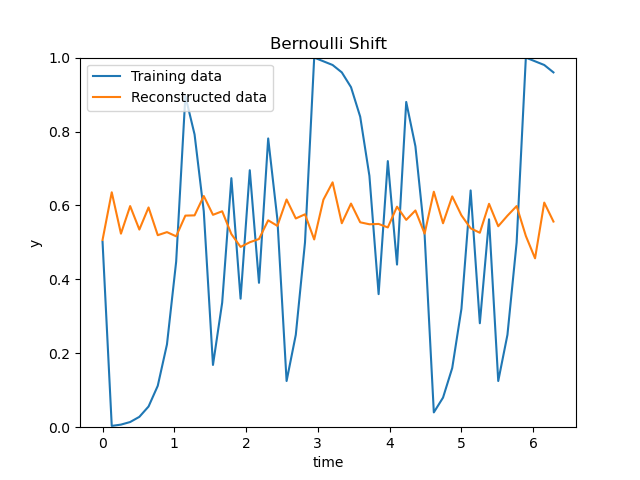 Bernoulli Shift
Training data
Reconstructed data
1.0
0.8
0.6
0.4
0.2
0.0
y
0 1 2 3 4 5 6
time